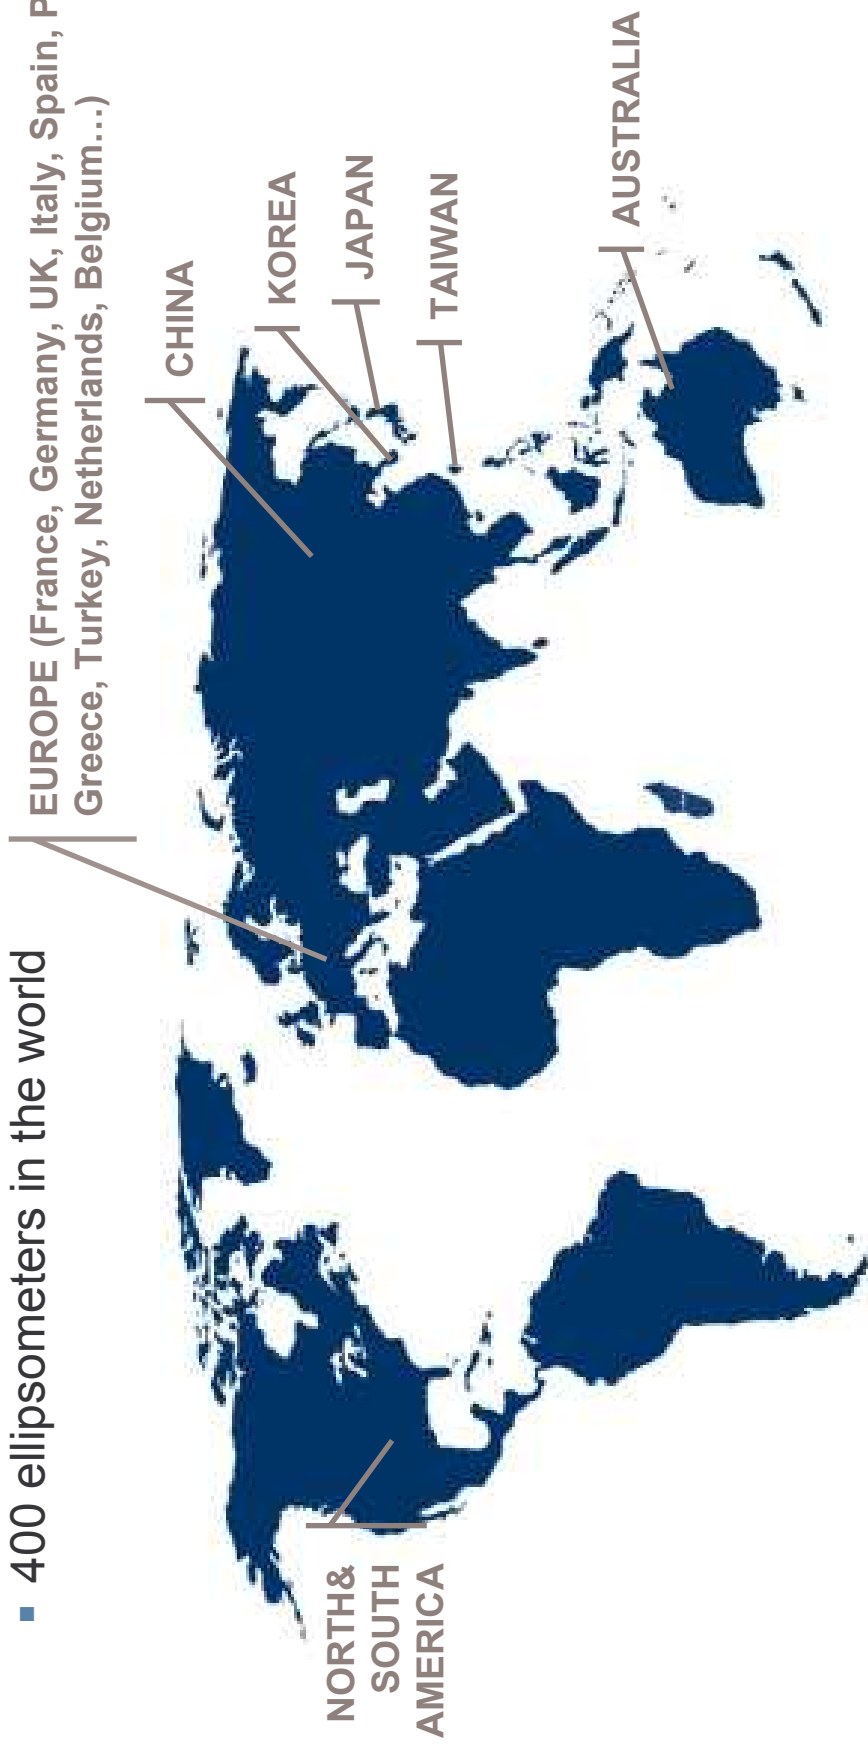 400 ellipsometers in the world
EUROPE (France, Germany, UK, Italy, Spain,
Greece, Turkey, Netherlands, Belgium…)
CHINA
KOREA
JAPAN
TAIWAN
AUSTRALIA
NORTH&
SOUTH
AMERICA